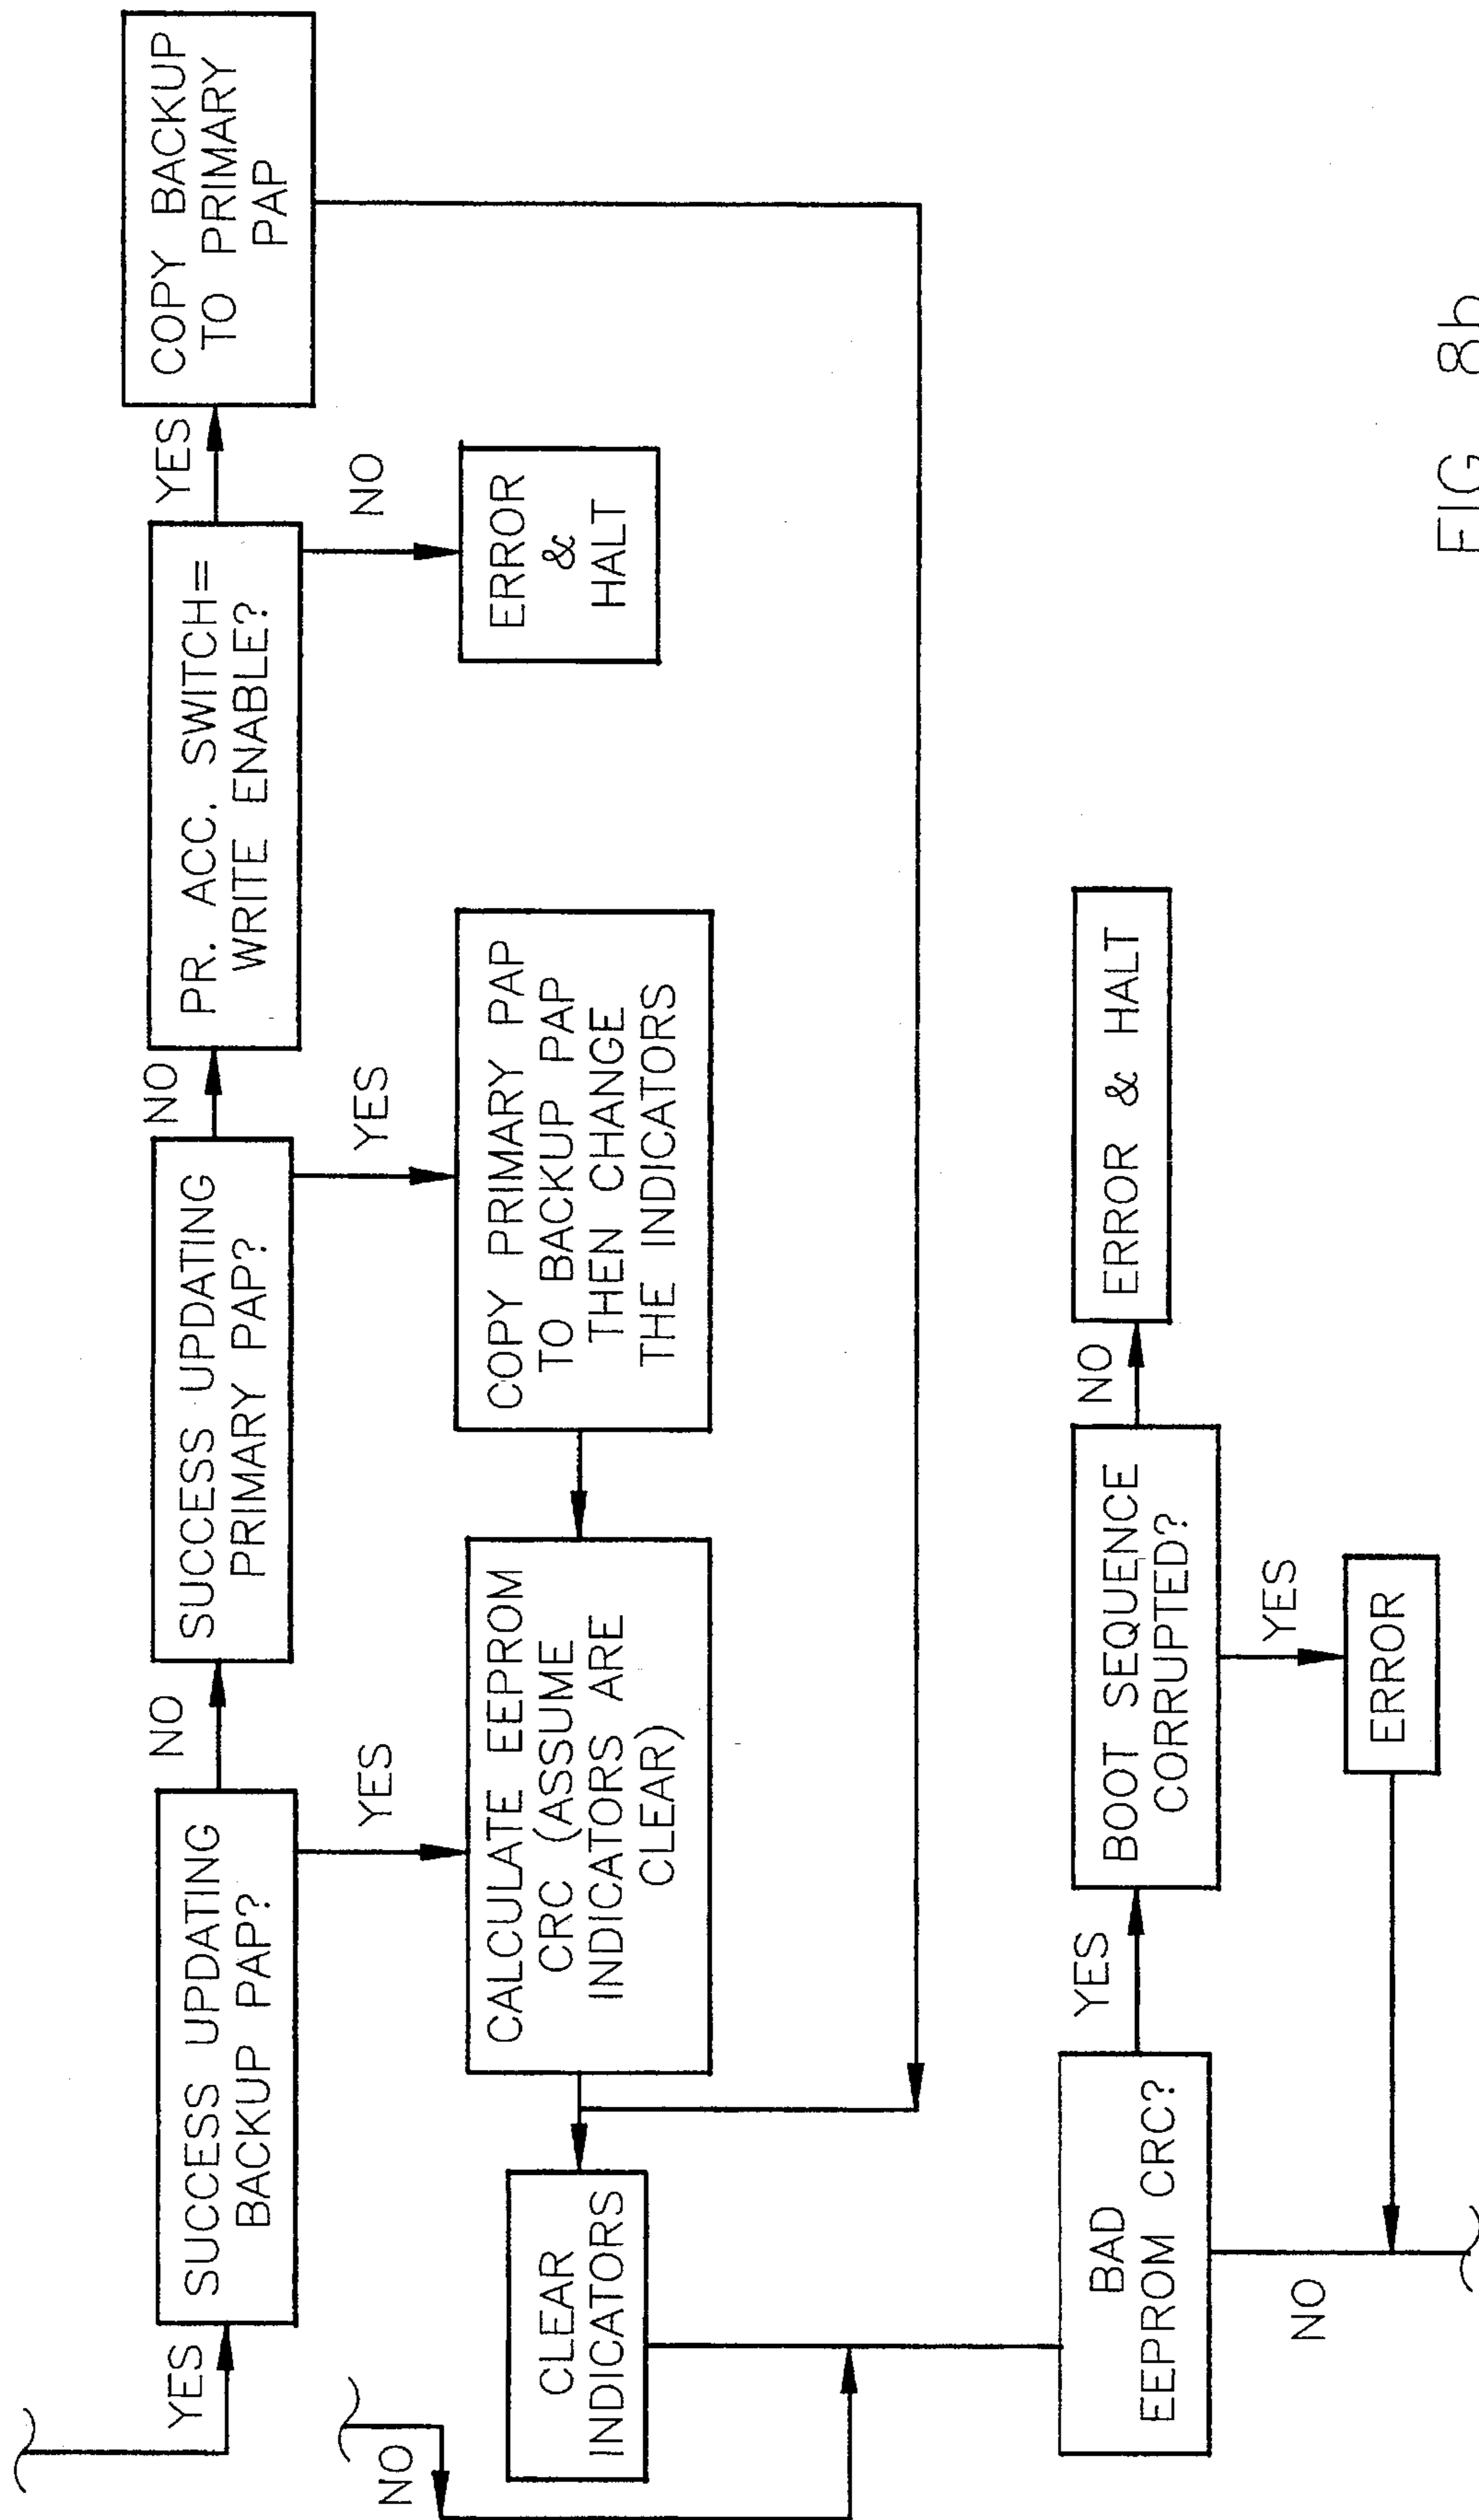 YES
SUCCESS UPDATING
BACKUP PAP?
NO
SUCCESS UPDATING
PRIMARY PAP?
NO
PR. ACC. SWITCH=
WRITE ENABLE?
YES
COPY BACKUP
TO PRIMARY
PAP
YES
YES
NO
NO
CLEAR
INDICATORS
CALCULATE EEPROM
CRC (ASSUME
INDICATORS ARE
CLEAR)
COPY PRIMARY PAP
TO BACKUP PAP
THEN CHANGE
THE INDICATORS
ERROR
&
HALT
BAD
EEPROM CRC?
YES
BOOT SEQUENCE
CORRUPTED?
NO
ERROR & HALT
NO
YES
ERROR
FIG. 8b